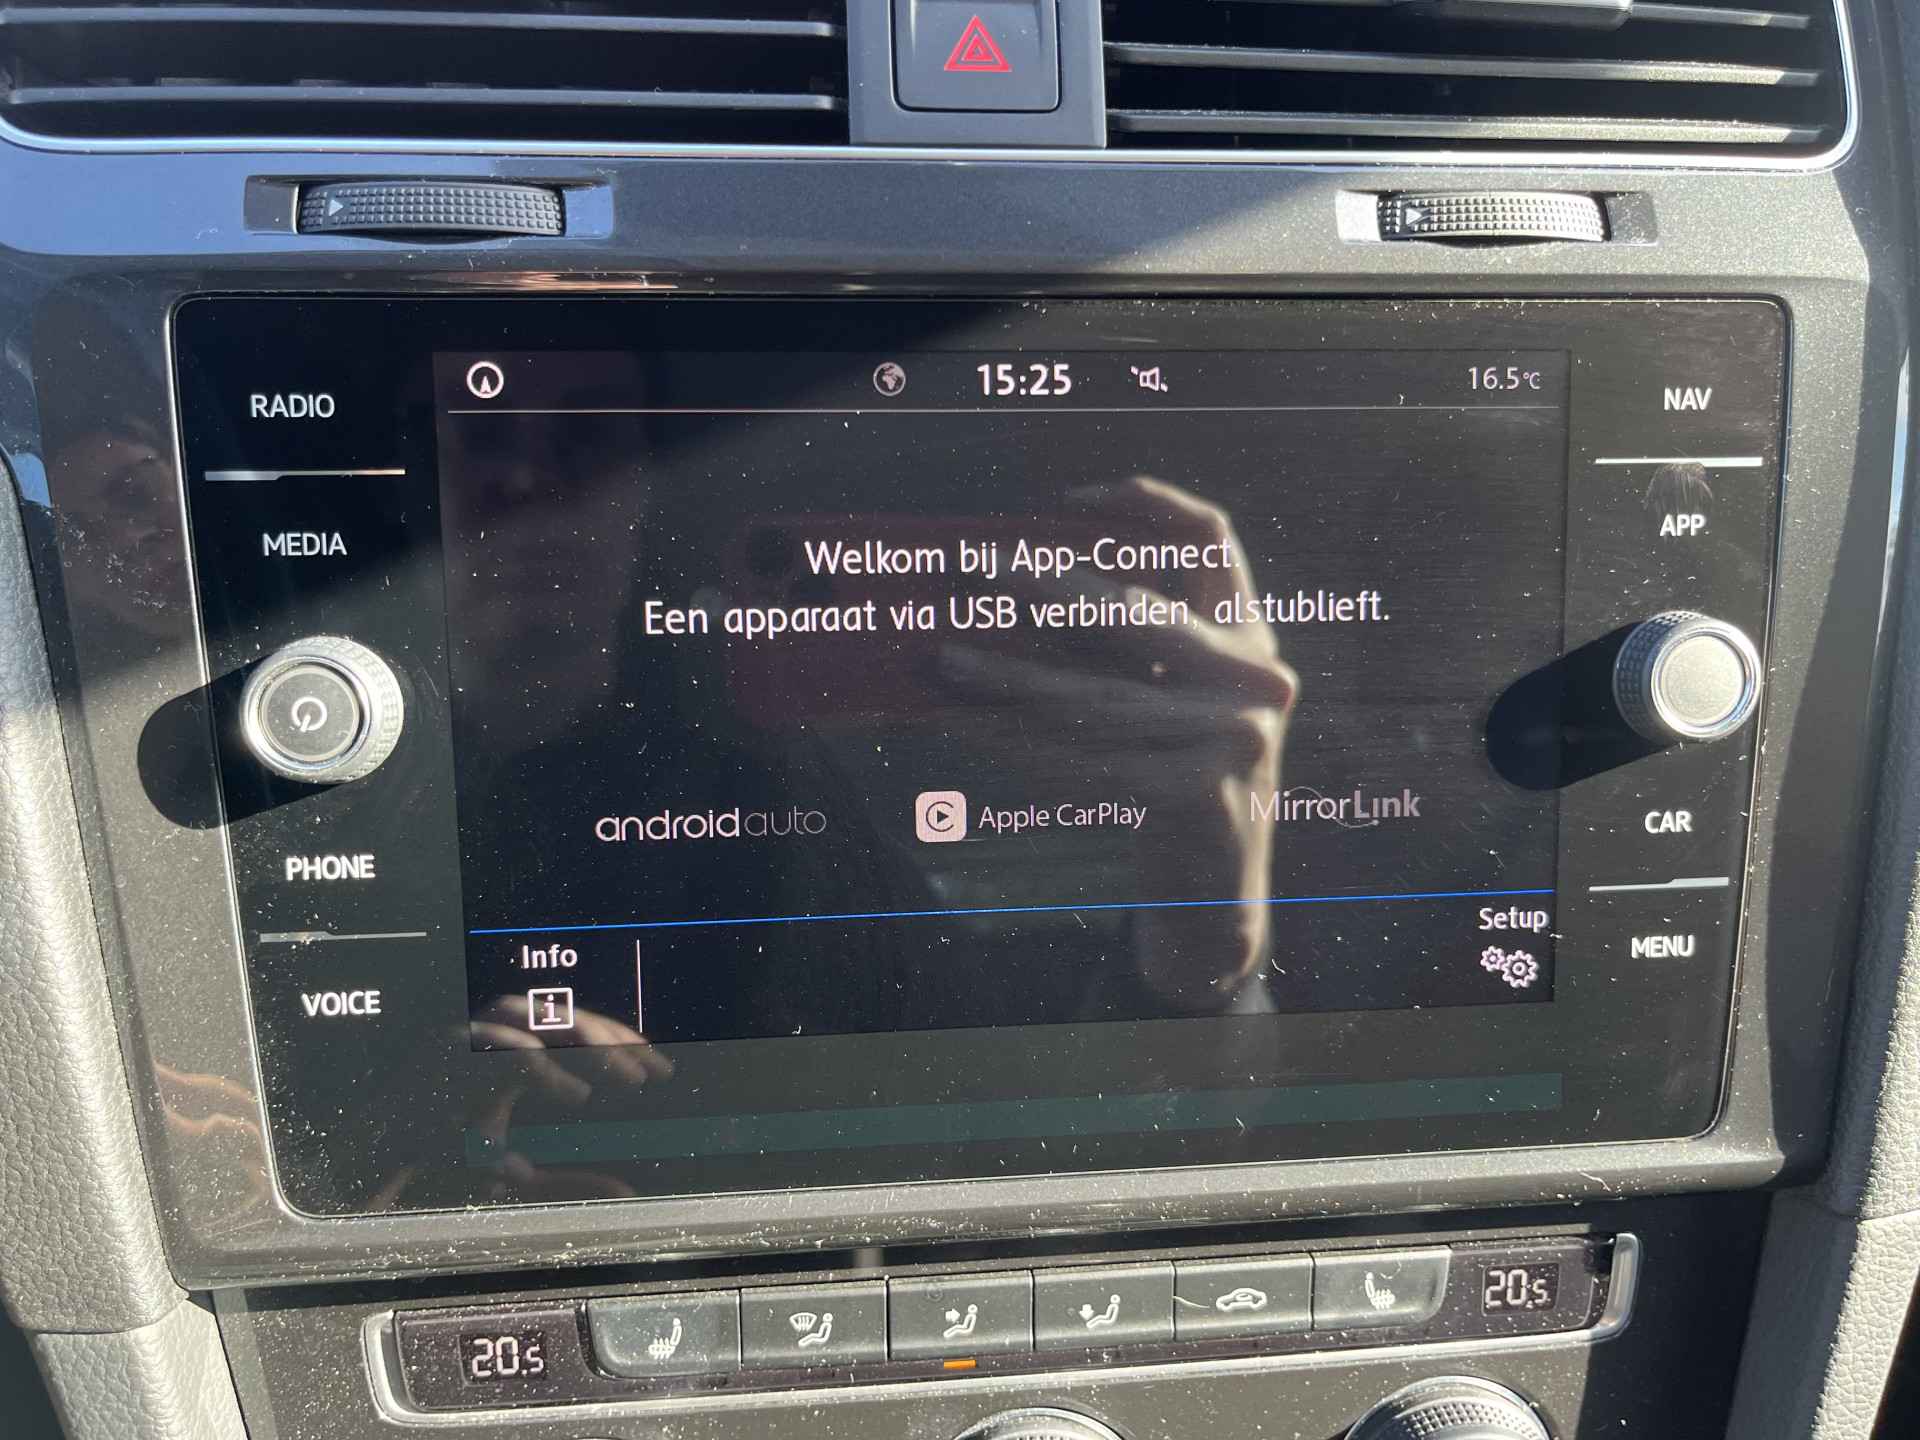 RADIO
MEDIA
PHONE
VOICE
15:25
16.5°C
Welkom bij App-Connect.
Een apparaat via USB verbinden, alstublieft.
androidauto
Apple CarPlay
MirrorLink
Info
i
Setup
NAV
APP
CAR
MENU
20.5
20.5